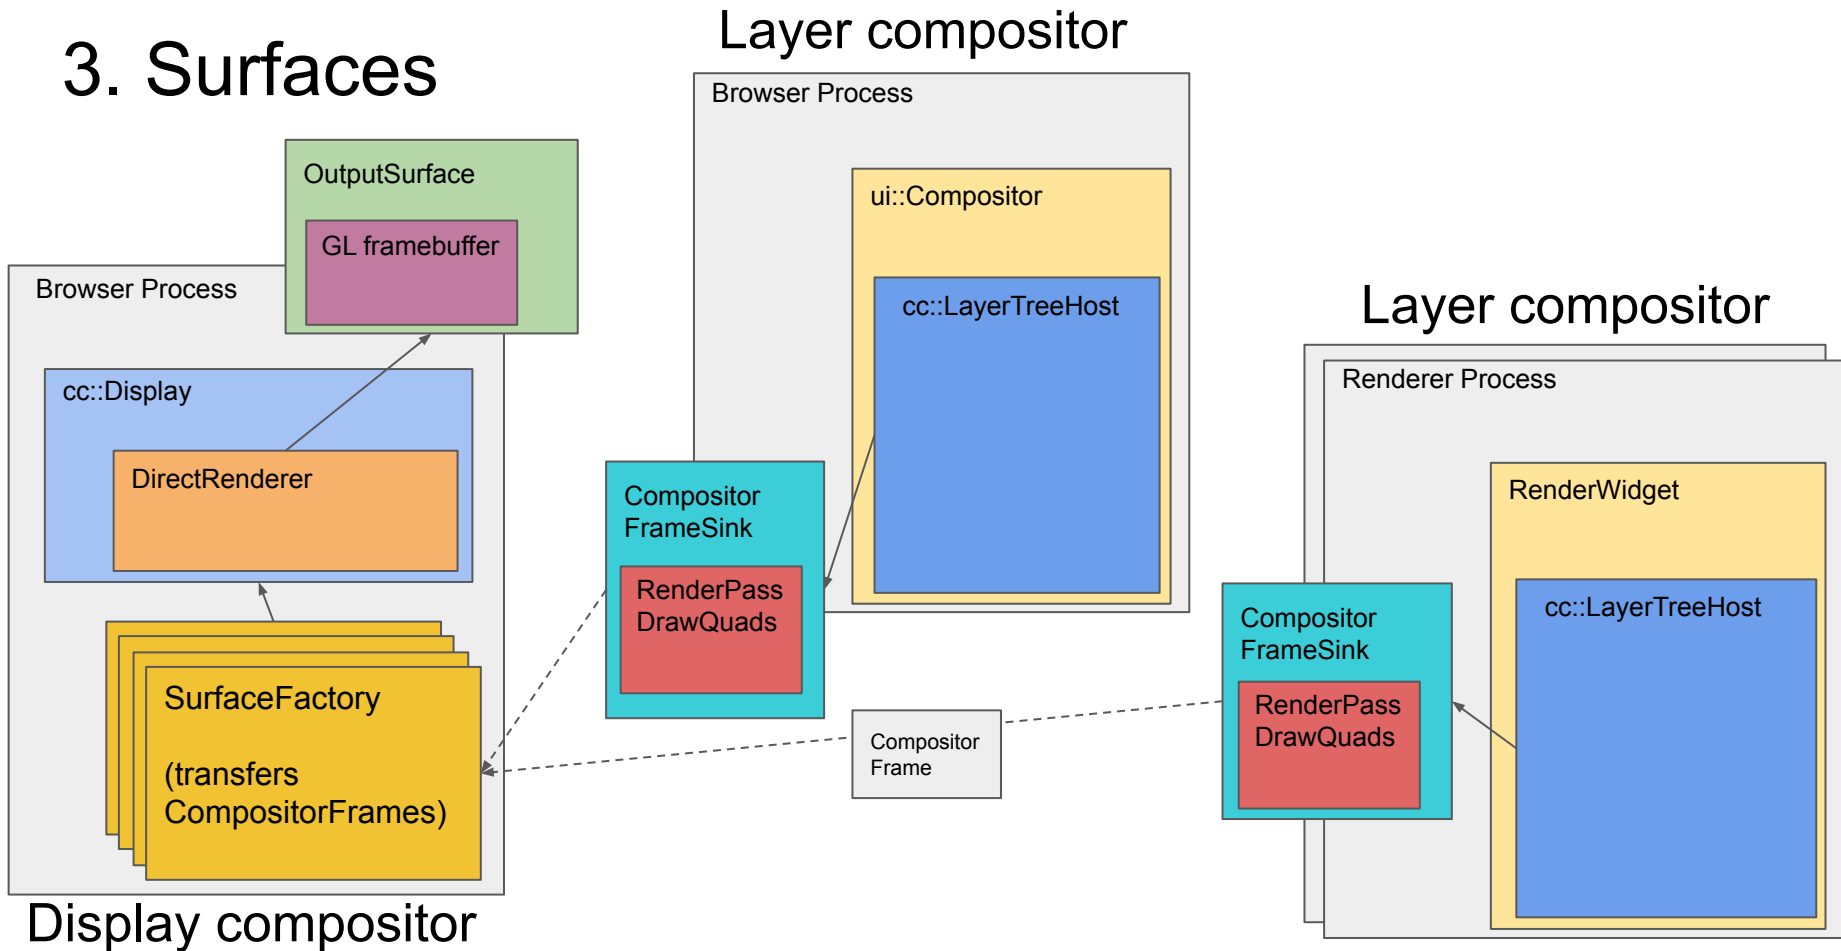 3. Surfaces
Layer compositor
Browser Process
OutputSurface
GL framebuffer
Browser Process
cc::Display
DirectRenderer
SurfaceFactory
(transfers
CompositorFrames)
Display compositor
ui::Compositor
cc::LayerTreeHost
Compositor
FrameSink
RenderPass
DrawQuads
Compositor
Frame
Layer compositor
Renderer Process
RenderWidget
cc::LayerTreeHost
Compositor
FrameSink
RenderPass
DrawQuads